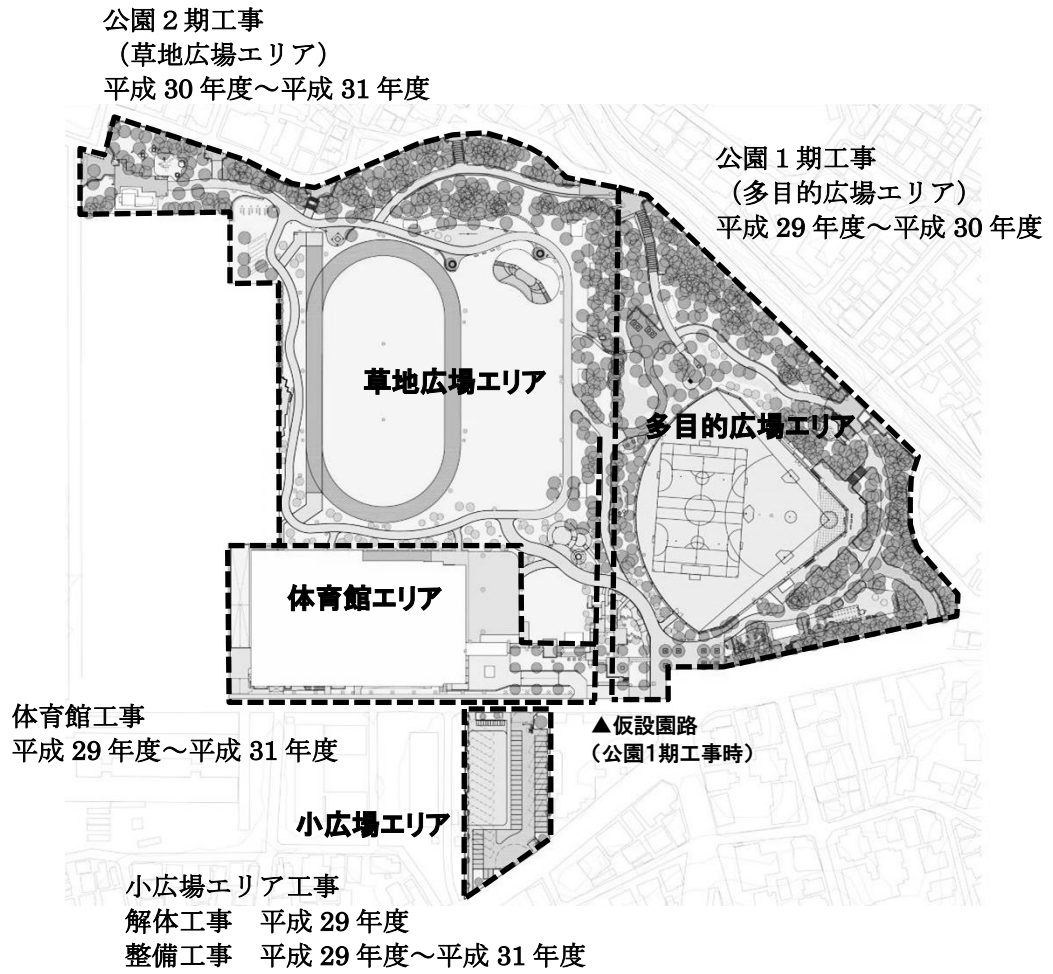 公園２期工事
（草地広場エリア）
平成 30 年度～平成 31 年度
公園１期工事
（多目的広場エリア）
平成 29 年度～平成 30 年度
草地広場エリア
多目的広場エリア
体育館エリア
体育館工事
平成 29 年度～平成 31 年度
▲仮設園路
（公園1期工事時）
小広場エリア
小広場エリア工事
解体工事　平成 29 年度
整備工事　平成 29 年度～平成 31 年度